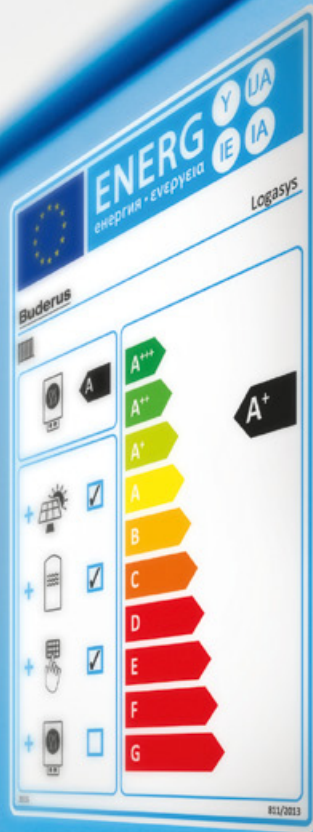 ENERG Y IJA
енергия · ενεργεια IE IA
Logasys
Buderus
A
A+++
A++
A+
A
B
C
D
E
F
G
A+
811/2013